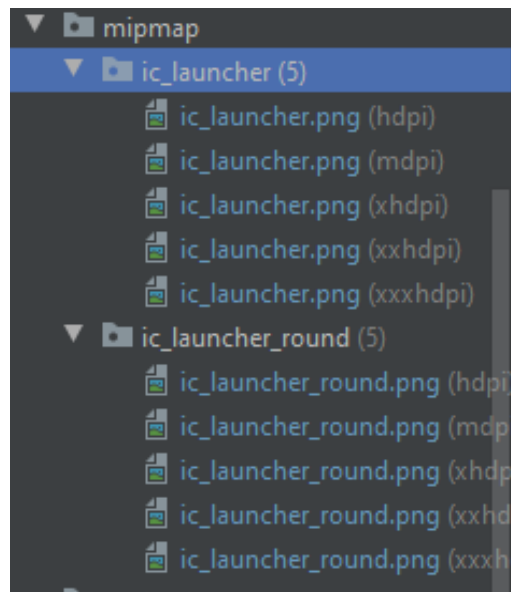 mipmap
ic_launcher (5)
ic_launcher.png (hdpi)
ic_launcher.png (mdpi)
ic_launcher.png (xhdpi)
ic_launcher.png (xxhdpi)
ic_launcher.png (xxxhdpi)
ic_launcher_round (5)
ic_launcher_round.png (hdpi)
ic_launcher_round.png (mdp
ic_launcher_round.png (xhdp
ic_launcher_round.png (xxhd
ic_launcher_round.png (xxxh